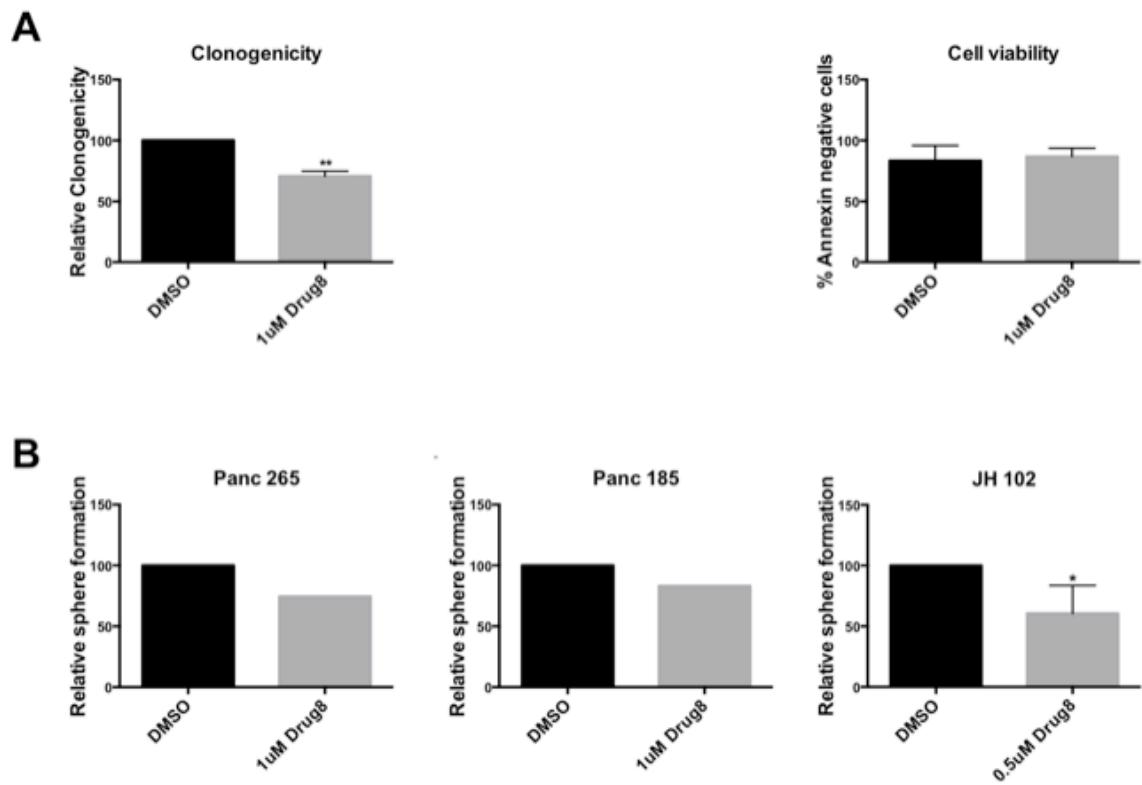 A
Clonogenicity
Relative Clonogenicity
150
100
50
0
**
DMSO
1uM Drug8
Cell viability
% Annexin negative cells
150
100
50
0
DMSO
1uM Drug8
B
Panc 265
Relative sphere formation
150
100
50
0
DMSO
1uM Drug8
Panc 185
Relative sphere formation
150
100
50
0
DMSO
1uM Drug8
JH 102
Relative sphere formation
150
100
50
0
*
DMSO
0.5uM Drug8